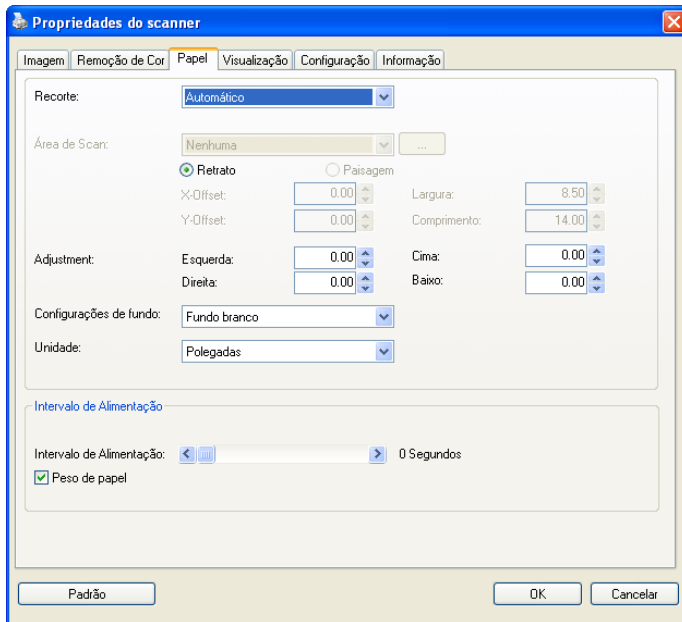 Propriedades do scanner
Imagem Remoção de Cor Papel Visualização Configuração Informação
Recorte: Automático
Área de Scan: Nenhuma ...
Retrato Paisagem
X-Offset: 0.00 Largura: 8.50
Y-Offset: 0.00 Comprimento: 14.00
Adjustment: Esquerda: 0.00 Cima: 0.00
Direita: 0.00 Baixo: 0.00
Configurações de fundo: Fundo branco
Unidade: Polegadas
Intervalo de Alimentação
Intervalo de Alimentação: 0 Segundos
Peso de papel
Padrão OK Cancelar